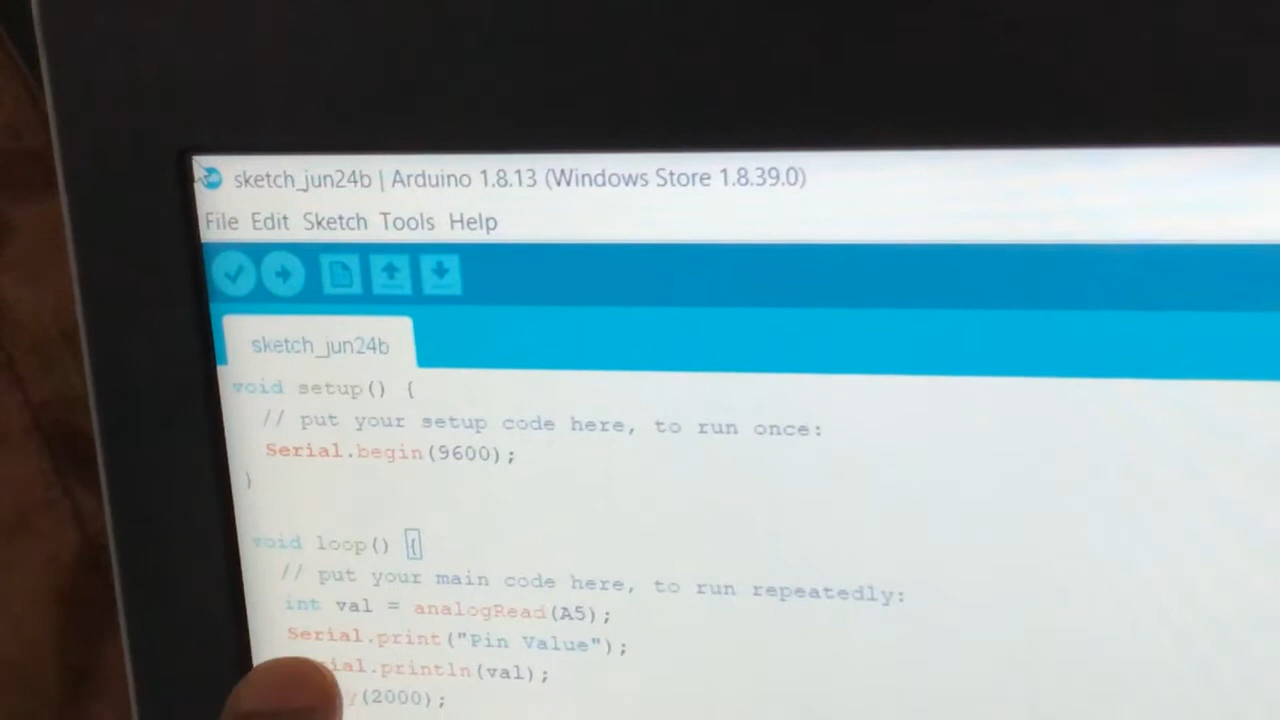 sketch_jun24b | Arduino 1.8.13 (Windows Store 1.8.39.0)
File Edit Sketch Tools Help
sketch_jun24b
void setup() {
// put your setup code here, to run once:
Serial.begin(9600);
}
void loop() {
// put your main code here, to run repeatedly:
int val = analogRead(A5);
Serial.print("Pin Value");
ial.println(val);
(2000);